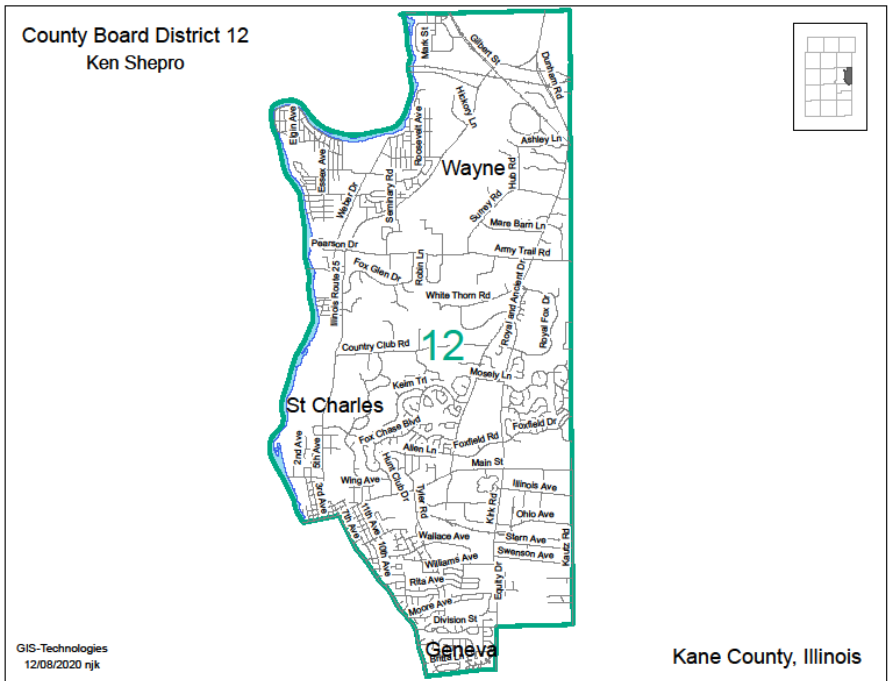 County Board District 12
Ken Shepro
Mark St
Gilbert St
Dunham Rd
Hickory Ln
Elgin Ave
Roosevelt Ave
Ashley Ln
Essex Ave
Wayne
Hub Rd
Seminary Rd
Weber Dr
Surrey Rd
Mare Barn Ln
Pearson Dr
Army Trail Rd
Fox Glen Dr
Robin Ln
Illinois Route 25
White Thorn Rd
Royal and Ancient Dr
Royal Fox Dr
Country Club Rd
12
Mosely Ln
Keim Trl
St Charles
Fox Chase Blvd
Foxfield Dr
2nd Ave
5th Ave
Allen Ln
Foxfield Rd
Main St
Hunt Club Dr
Wing Ave
Illinois Ave
3rd Ave
Tyler Rd
Kirk Rd
7th Ave
11th Ave
Ohio Ave
10th Ave
Wallace Ave
Stern Ave
Swenson Ave
Kautz Rd
Williams Ave
Rita Ave
Equity Dr
Moore Ave
Division St
Geneva
Britta Ln
GIS-Technologies
12/08/2020 njk
Kane County, Illinois